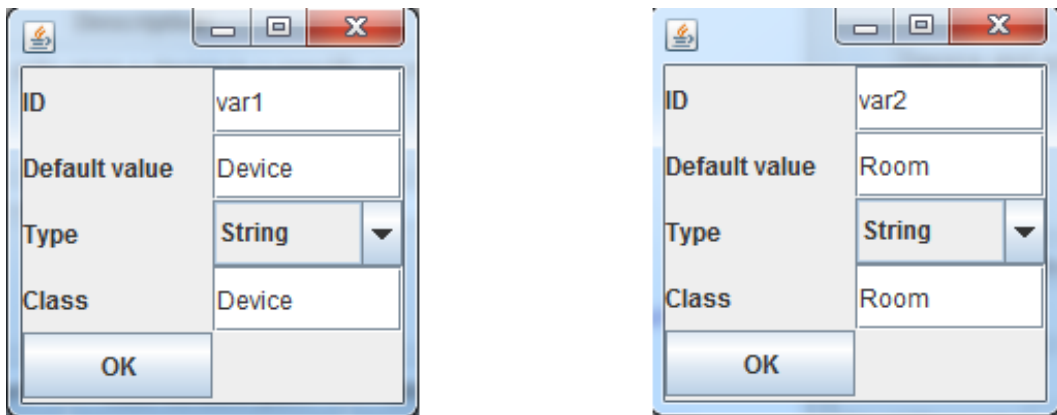 ID var1
Default value Device
Type String
Class Device
OK
ID var2
Default value Room
Type String
Class Room
OK